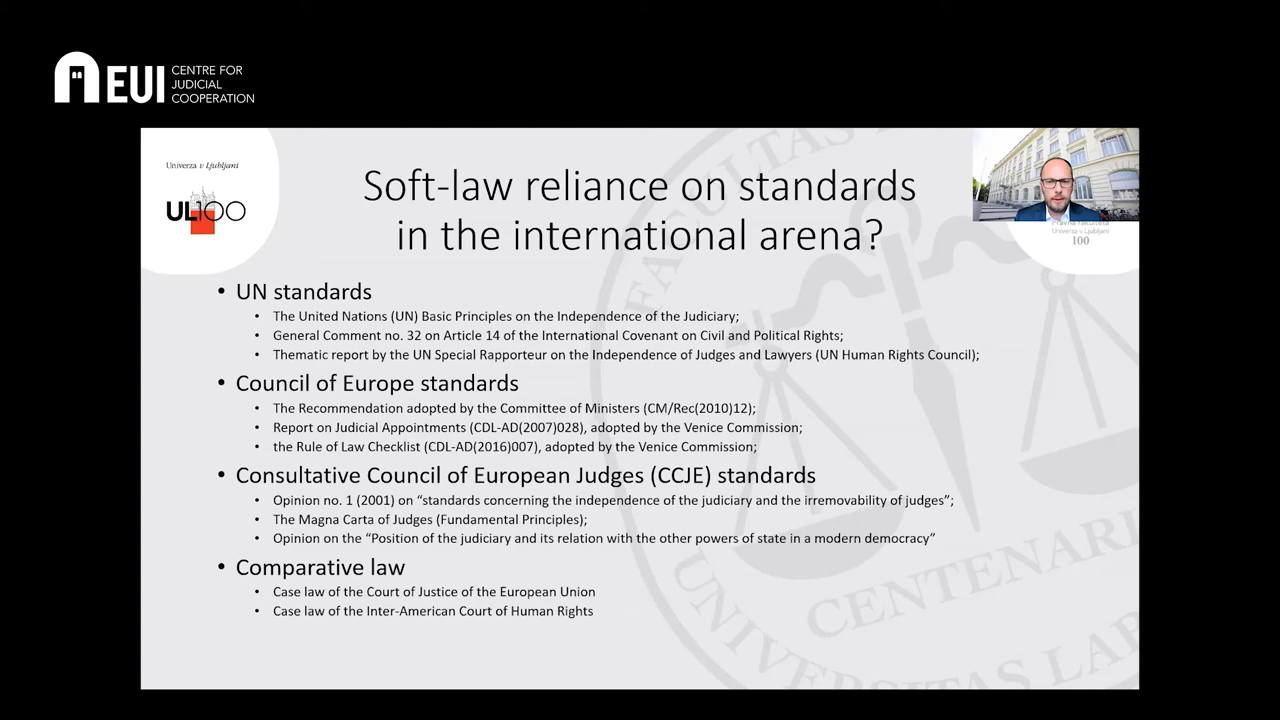 EUI
CENTRE FOR
JUDICIAL
COOPERATION
Univerza v Ljubljani
UL100
Soft-law reliance on standards
in the international arena?
Pravna fakulteta
Univerza v Ljubljani
100
• UN standards
• The United Nations (UN) Basic Principles on the Independence of the Judiciary;
• General Comment no. 32 on Article 14 of the International Covenant on Civil and Political Rights;
• Thematic report by the UN Special Rapporteur on the Independence of Judges and Lawyers (UN Human Rights Council);
• Council of Europe standards
• The Recommendation adopted by the Committee of Ministers (CM/Rec(2010)12);
• Report on Judicial Appointments (CDL-AD(2007)028), adopted by the Venice Commission;
• the Rule of Law Checklist (CDL-AD(2016)007), adopted by the Venice Commission;
• Consultative Council of European Judges (CCJE) standards
• Opinion no. 1 (2001) on “standards concerning the independence of the judiciary and the irremovability of judges”;
• The Magna Carta of Judges (Fundamental Principles);
• Opinion on the “Position of the judiciary and its relation with the other powers of state in a modern democracy”
• Comparative law
• Case law of the Court of Justice of the European Union
• Case law of the Inter-American Court of Human Rights